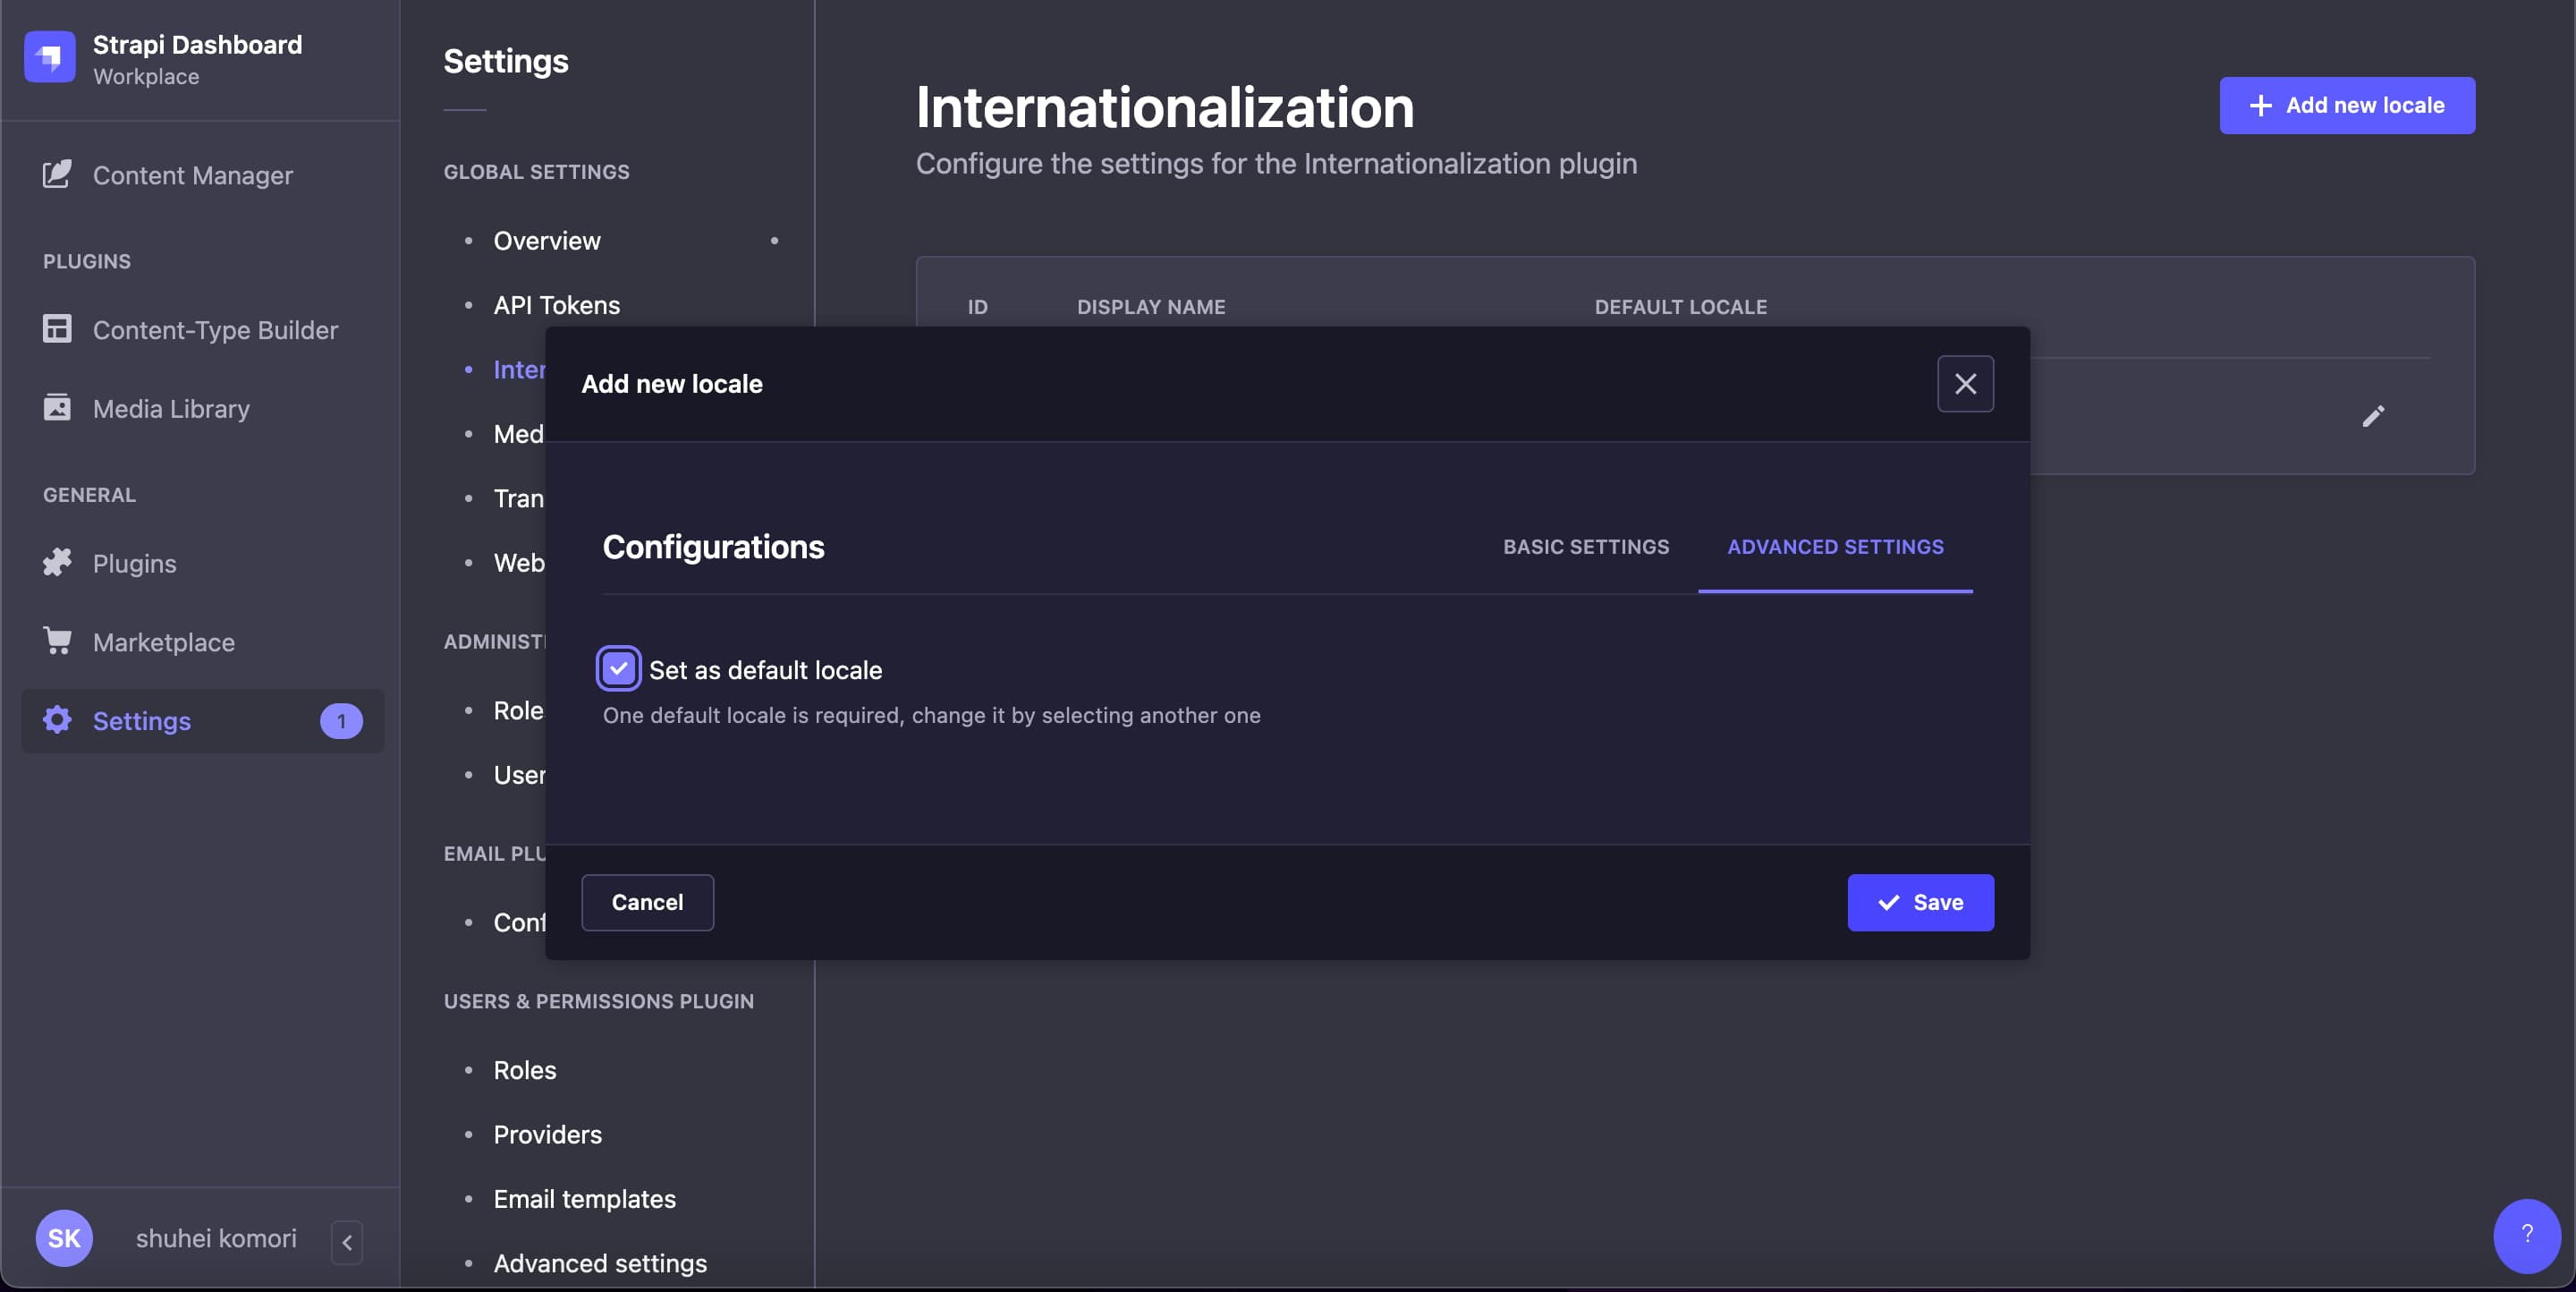 Strapi Dashboard
Workplace
Content Manager
PLUGINS
Content-Type Builder
Media Library
GENERAL
Plugins
Marketplace
Settings
1
SK
shuhei komori
Settings
GLOBAL SETTINGS
Overview
API Tokens
Inter
Med
Tran
Web
ADMINIST
Role
User
EMAIL PLU
Conf
USERS & PERMISSIONS PLUGIN
Roles
Providers
Email templates
Advanced settings
Internationalization
Configure the settings for the Internationalization plugin
Add new locale
ID DISPLAY NAME DEFAULT LOCALE
Add new locale
Configurations
BASIC SETTINGS ADVANCED SETTINGS
Set as default locale
One default locale is required, change it by selecting another one
Cancel
Save
?